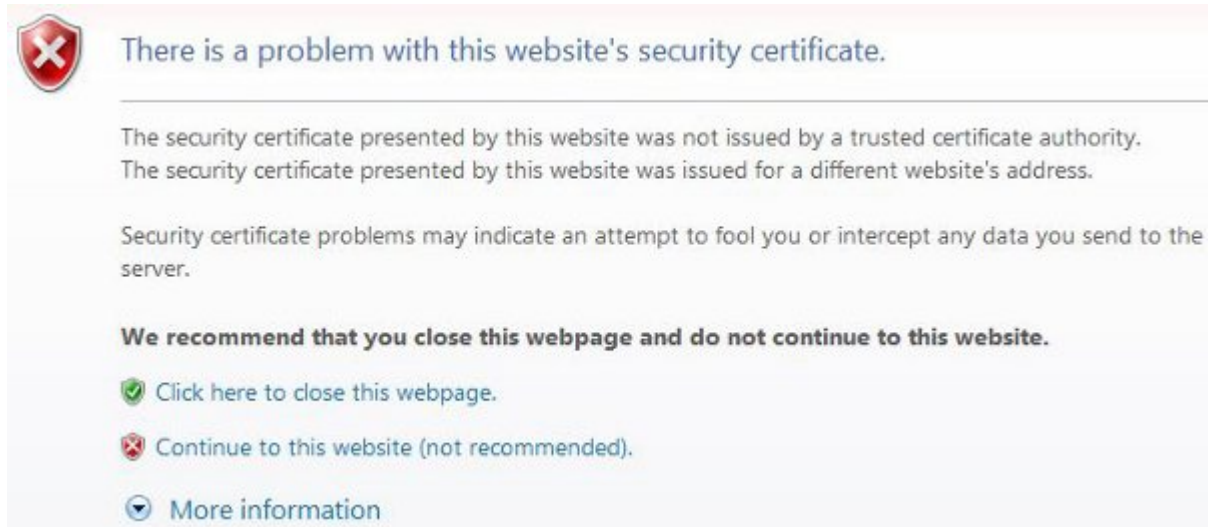 There is a problem with this website's security certificate.
The security certificate presented by this website was not issued by a trusted certificate authority.
The security certificate presented by this website was issued for a different website's address.
Security certificate problems may indicate an attempt to fool you or intercept any data you send to the
server.
We recommend that you close this webpage and do not continue to this website.
Click here to close this webpage.
Continue to this website (not recommended).
More information